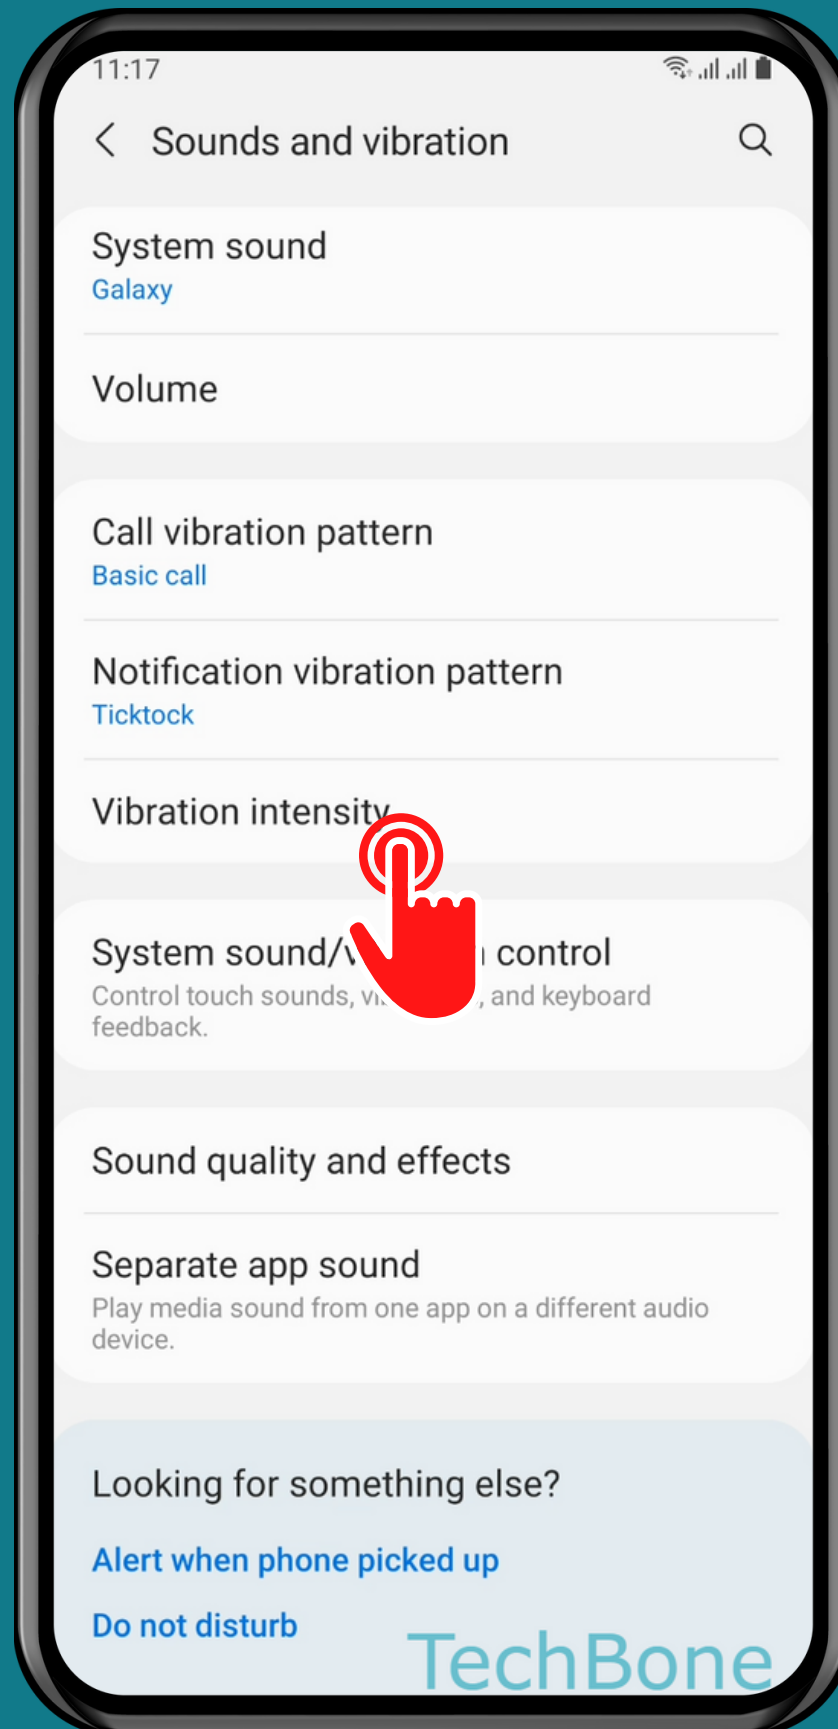 11:17
Sounds and vibration
System sound
Galaxy
Volume
Call vibration pattern
Basic call
Notification vibration pattern
Ticktock
Vibration intensity
System sound/v control
Control touch sounds, vi , and keyboard
feedback.
Sound quality and effects
Separate app sound
Play media sound from one app on a different audio
device.
Looking for something else?
Alert when phone picked up
Do not disturb
TechBone